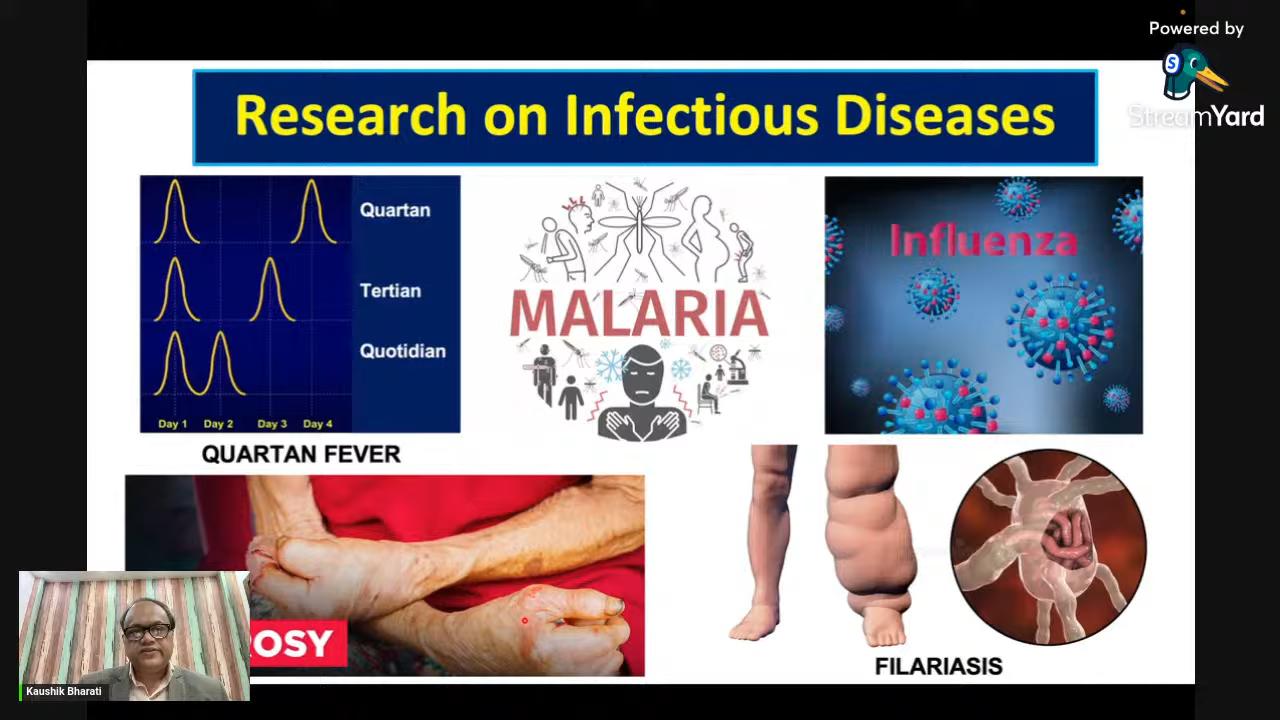 Powered by
StreamYard
Research on Infectious Diseases
Quartan
Tertian
Quotidian
Day 1 Day 2 Day 3 Day 4
QUARTAN FEVER
MALARIA
Influenza
OSY
FILARIASIS
Kaushik Bharati